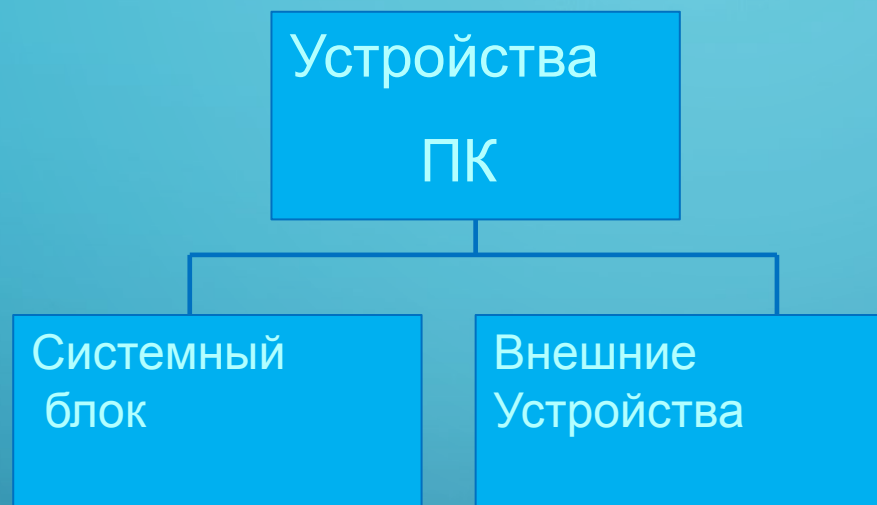 Устройства
ПК
Системный
блок
Внешние
Устройства